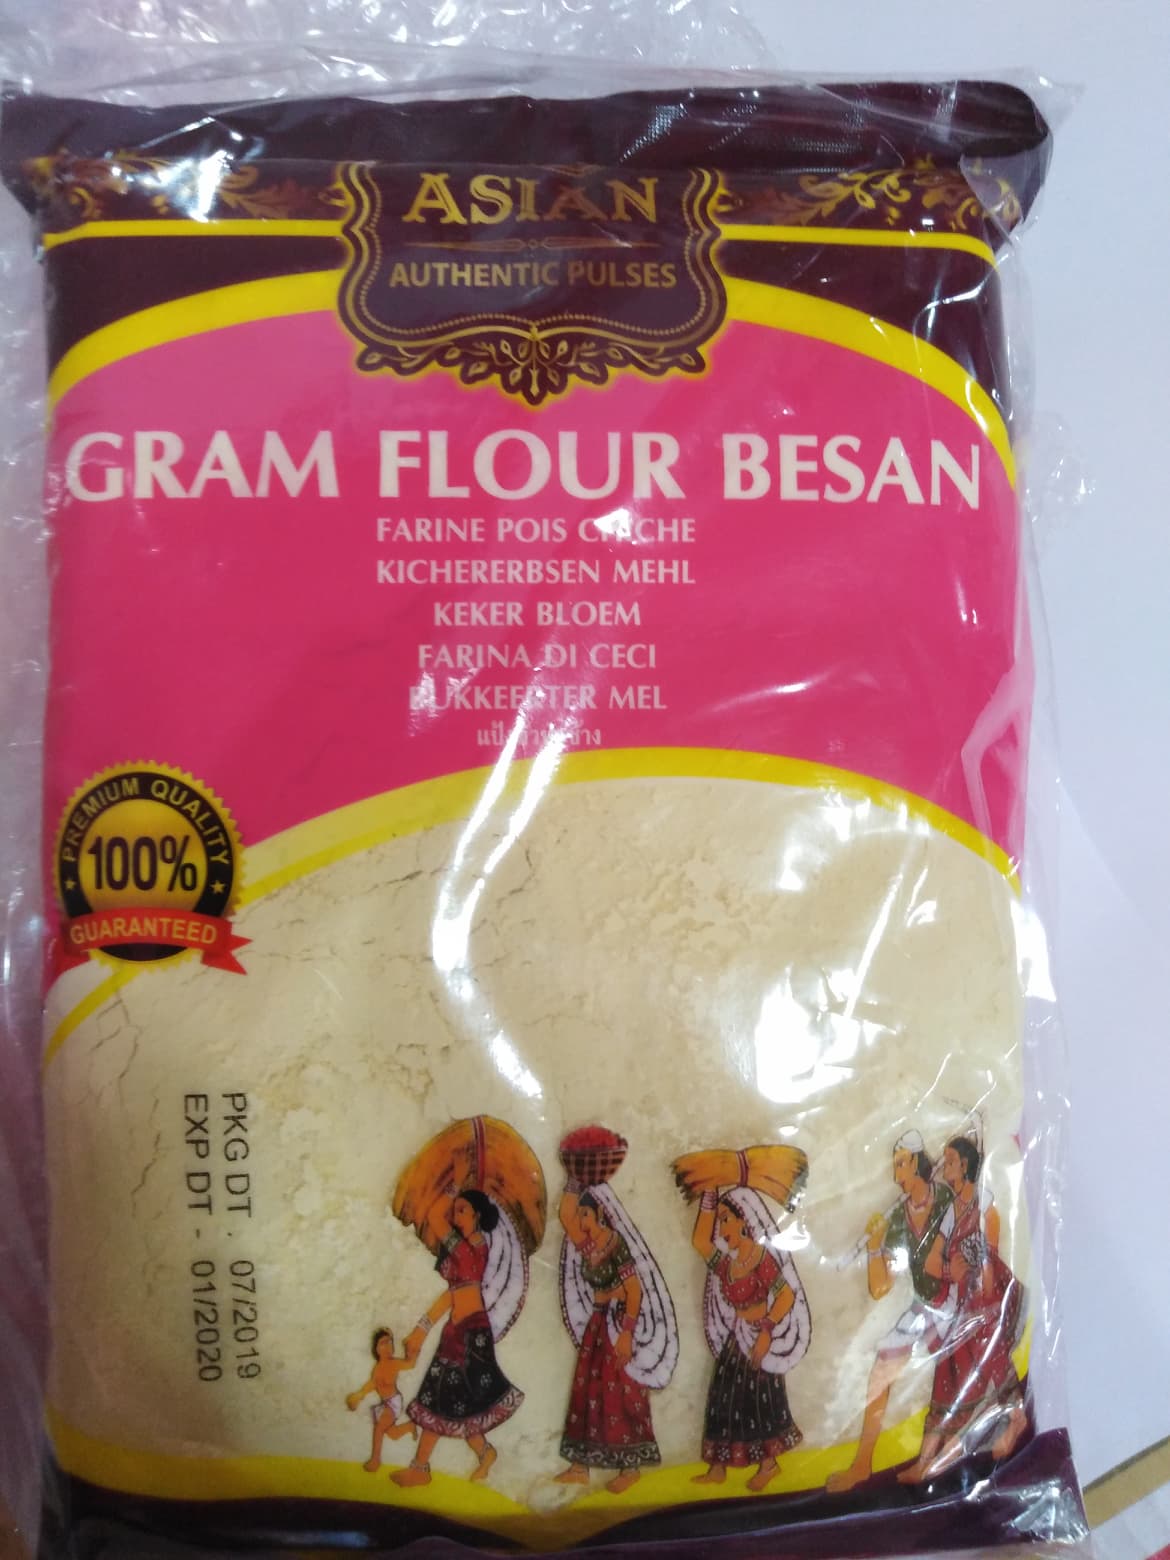 ASIAN
AUTHENTIC PULSES
GRAM FLOUR BESAN
FARINE POIS CHICHE
KICHERERBSEN MEHL
KEKER BLOEM
FARINA DI CECI
MEL
PREMIUM QUALITY
100%
GUARANTEED
PKG DT. 07/2019
EXP DT - 01/2020